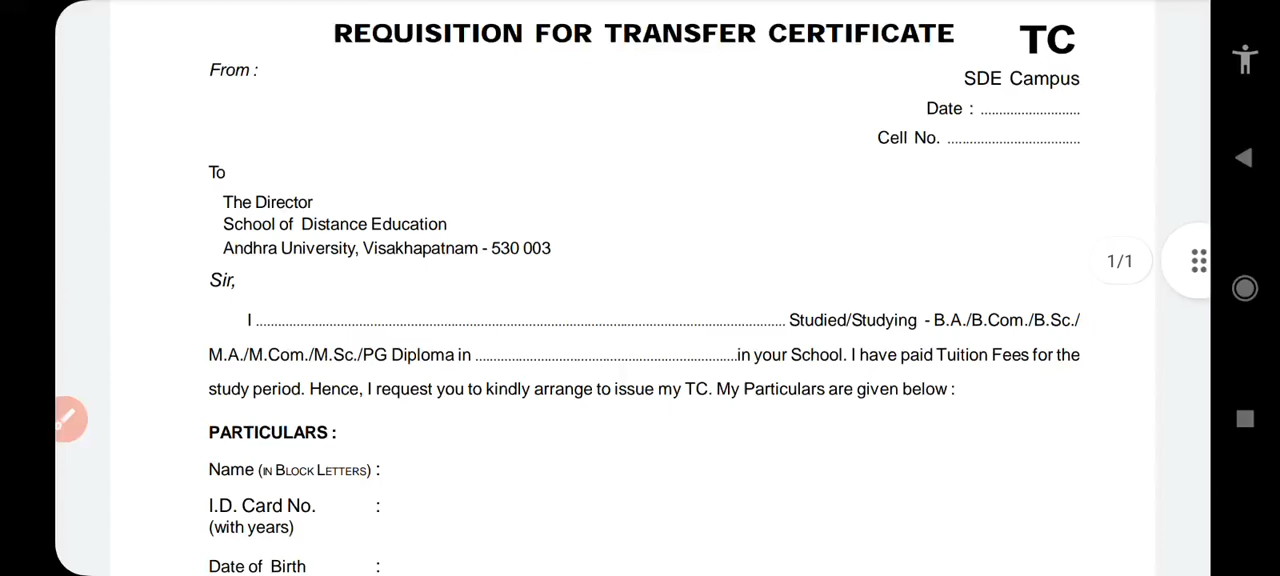 REQUISITION FOR TRANSFER CERTIFICATE TC
From :
SDE Campus
Date : ...........................
Cell No. ....................................
To
The Director
School of Distance Education
Andhra University, Visakhapatnam - 530 003
Sir,
1/1
I ................................................................................................................................................ Studied/Studying - B.A./B.Com./B.Sc./
M.A./M.Com./M.Sc./PG Diploma in .......................................................................in your School. I have paid Tuition Fees for the
study period. Hence, I request you to kindly arrange to issue my TC. My Particulars are given below :
PARTICULARS :
Name (IN BLOCK LETTERS) :
I.D. Card No. :
(with years)
Date of Birth :